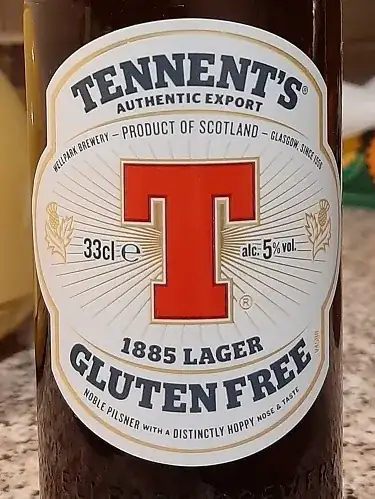 TENNENT'S®
AUTHENTIC EXPORT
WELLPARK BREWERY – PRODUCT OF SCOTLAND – GLASGOW, SINCE 1556
T®
33cl ℮
alc. 5% vol.
1885 LAGER
GLUTEN FREE
NOBLE PILSNER WITH A DISTINCTLY HOPPY NOSE & TASTE